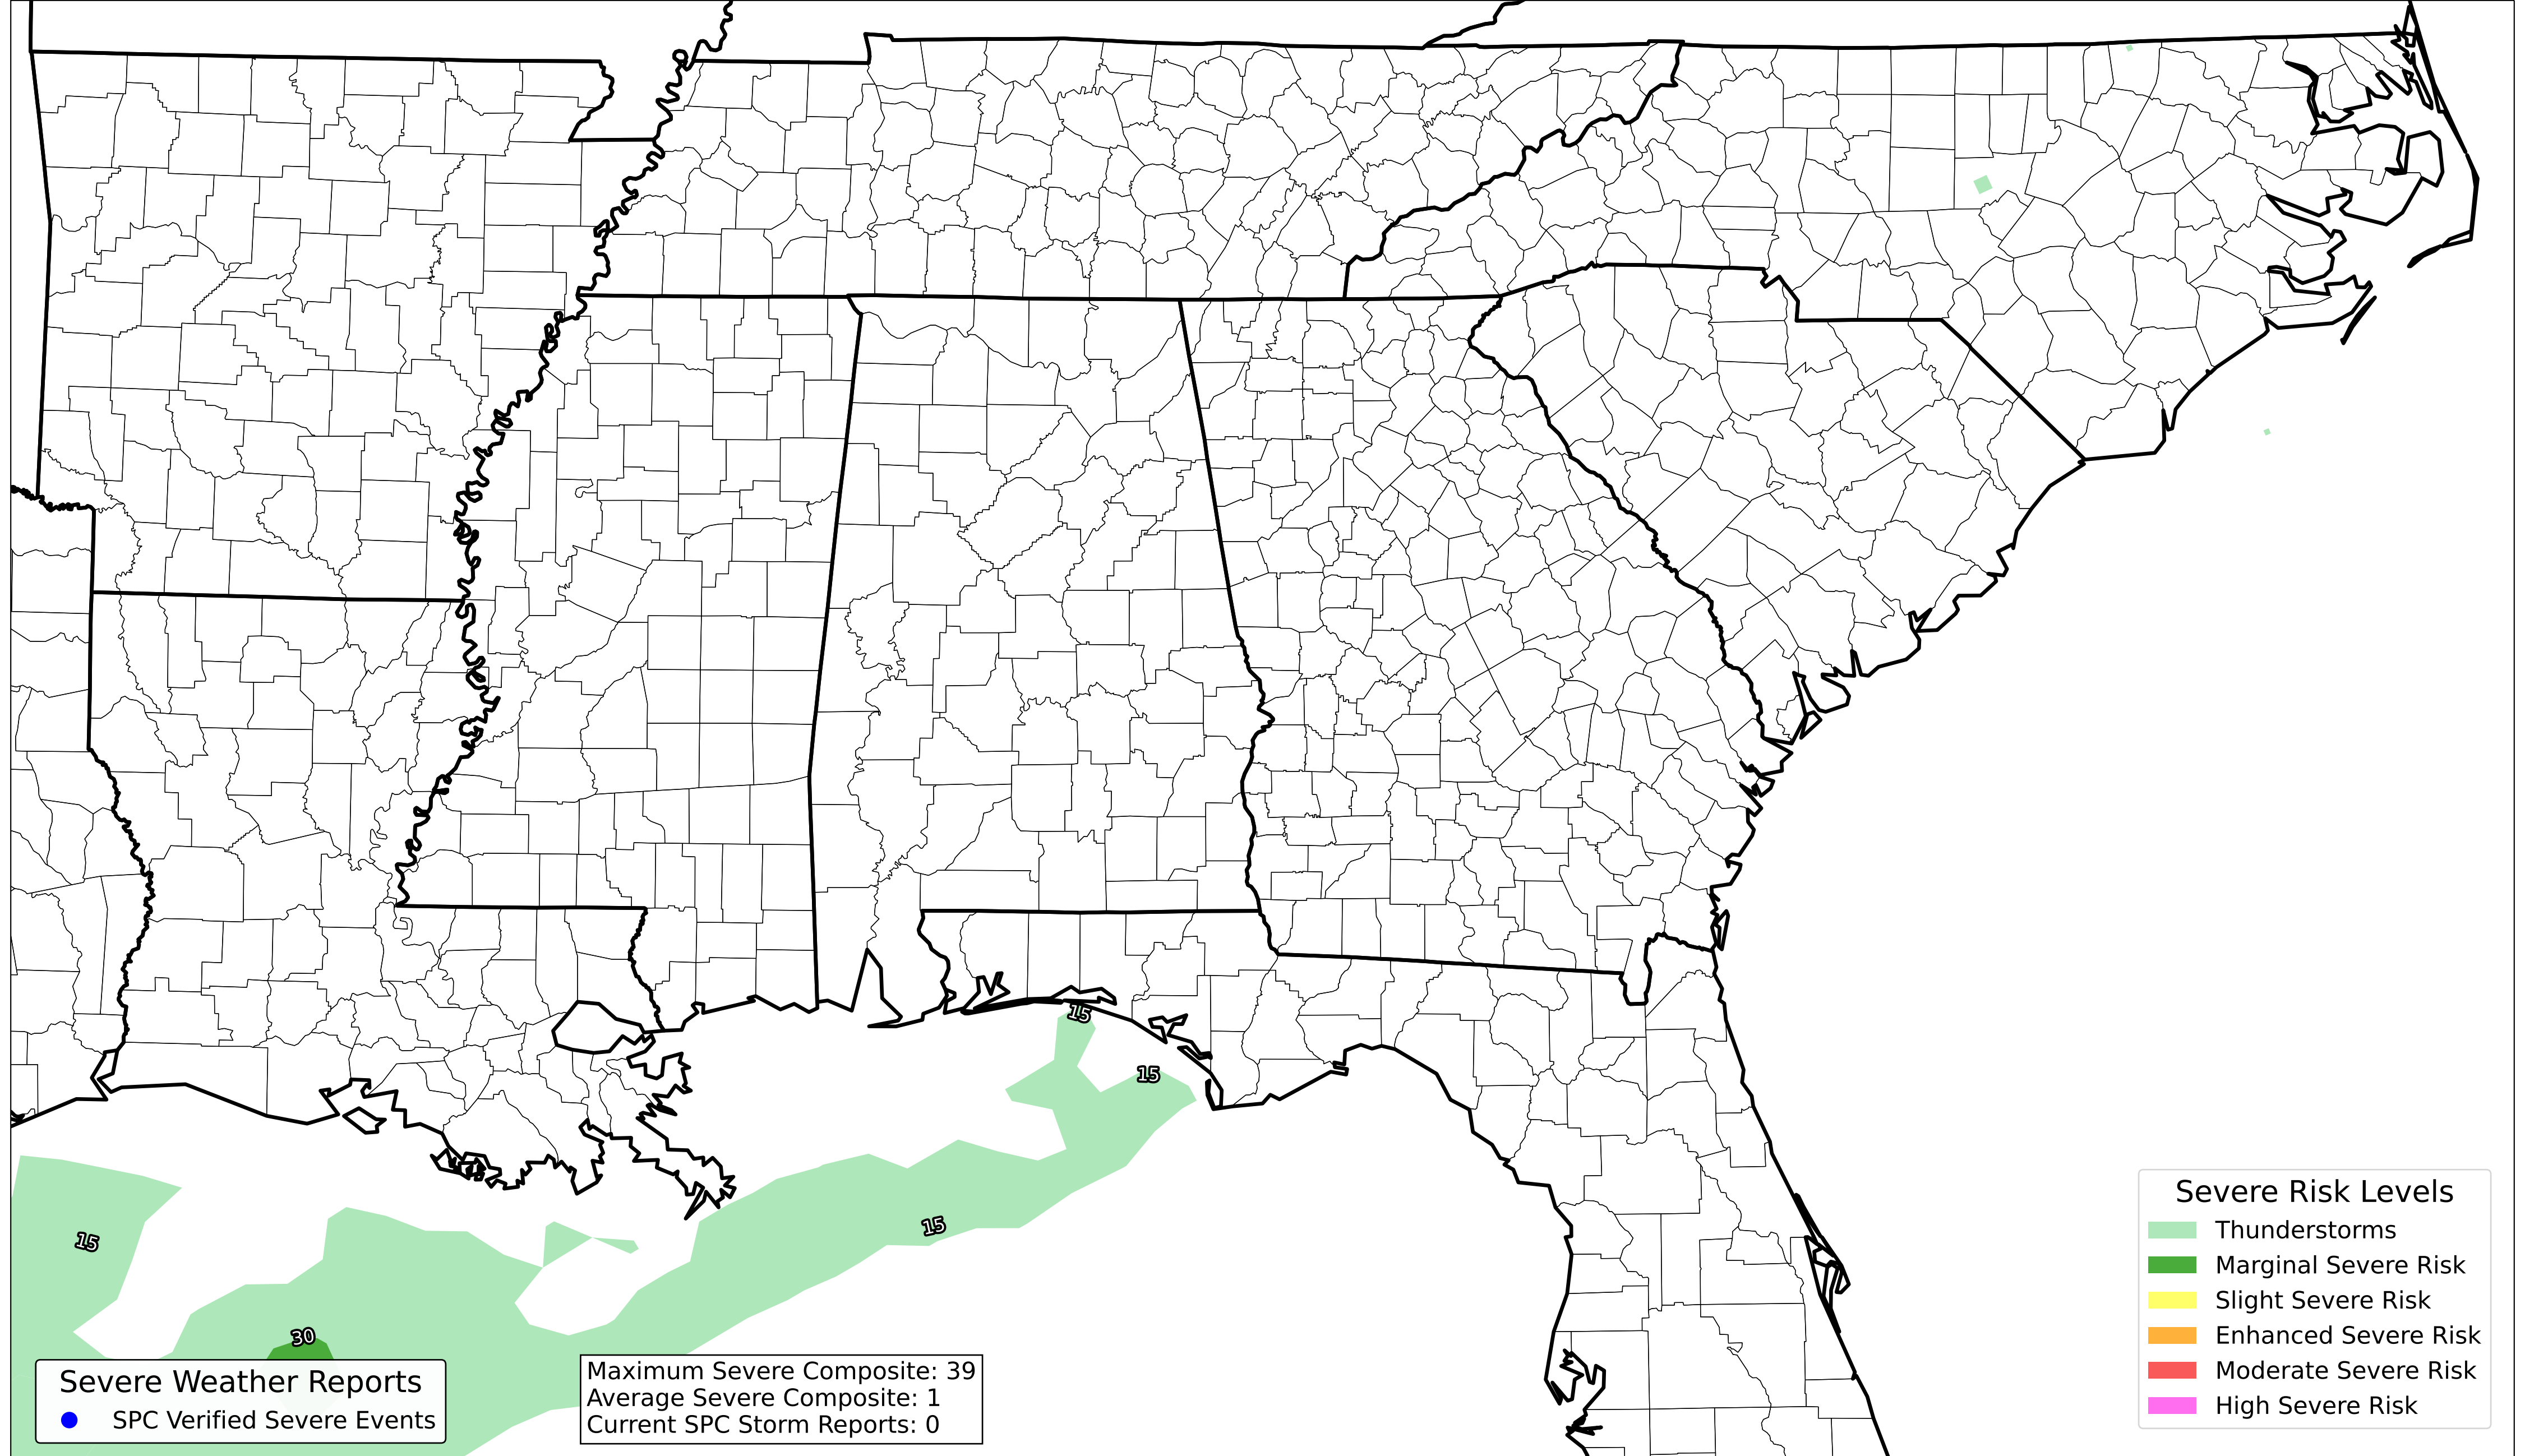 15
15
15
15
30
Severe Weather Reports
SPC Verified Severe Events
Maximum Severe Composite: 39
Average Severe Composite: 1
Current SPC Storm Reports: 0
Severe Risk Levels
Thunderstorms
Marginal Severe Risk
Slight Severe Risk
Enhanced Severe Risk
Moderate Severe Risk
High Severe Risk